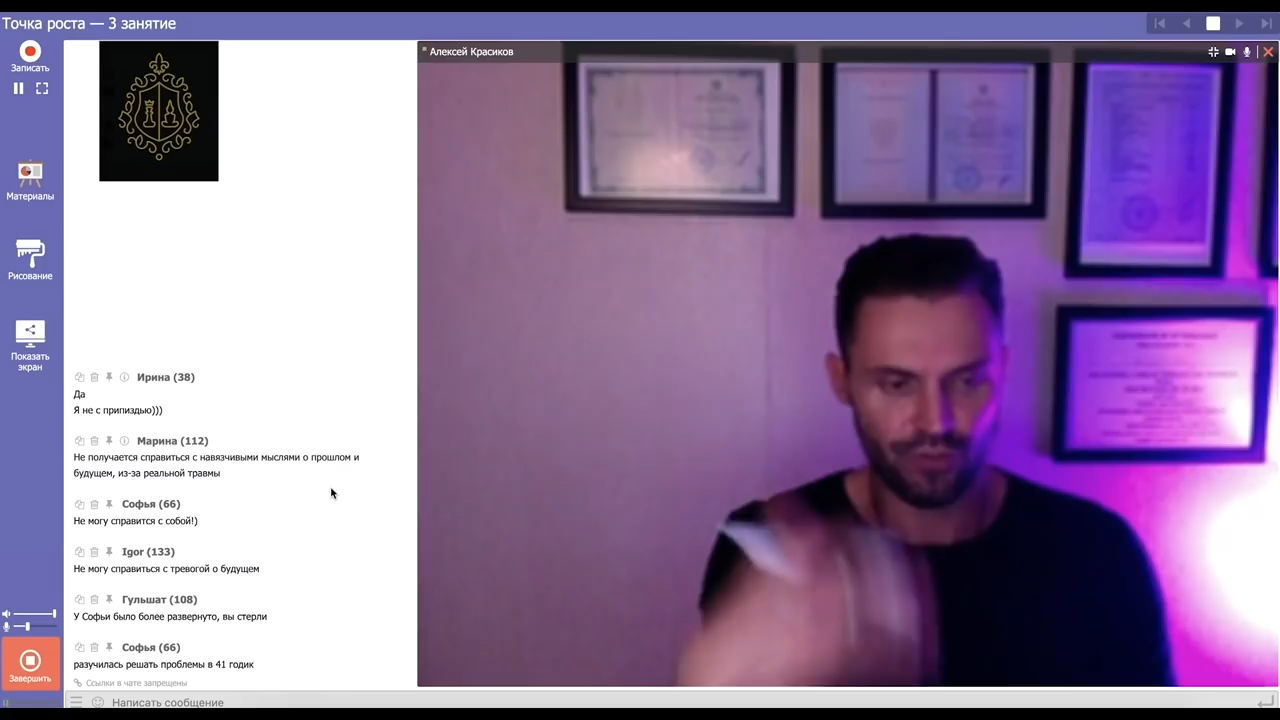 Точка роста — 3 занятие
Записать
Материалы
Рисование
Показать
экран
Завершить
Алексей Красиков
Ирина (38)
Да
Я не с припиздью)))
Марина (112)
Не получается справиться с навязчивыми мыслями о прошлом и
будущем, из-за реальной травмы
Софья (66)
Не могу справится с собой!)
Igor (133)
Не могу справиться с тревогой о будущем
Гульшат (108)
У Софьи было более развернуто, вы стерли
Софья (66)
разучилась решать проблемы в 41 годик
Ссылки в чате запрещены
Написать сообщение